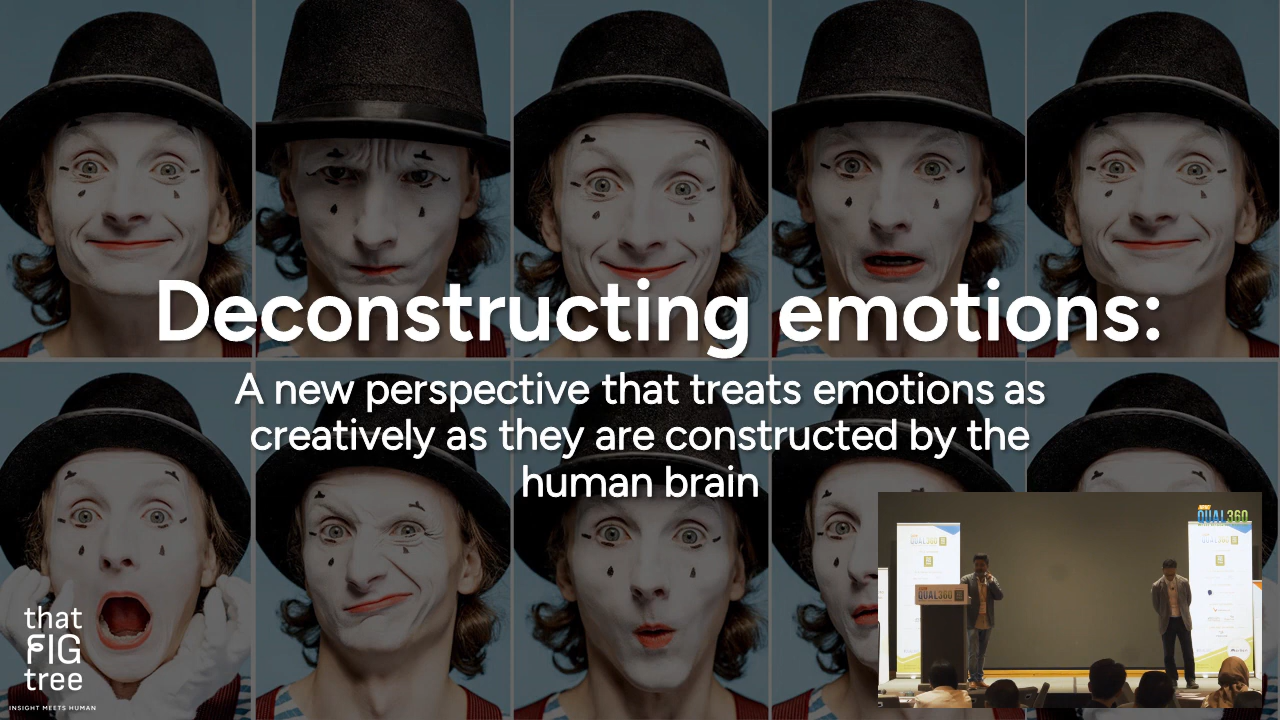 Deconstructing emotions:
A new perspective that treats emotions as
creatively as they are constructed by the
human brain
that
FIG
tree
INSIGHT MEETS HUMAN
QUAL360
QUAL360
QUAL360
QUAL360